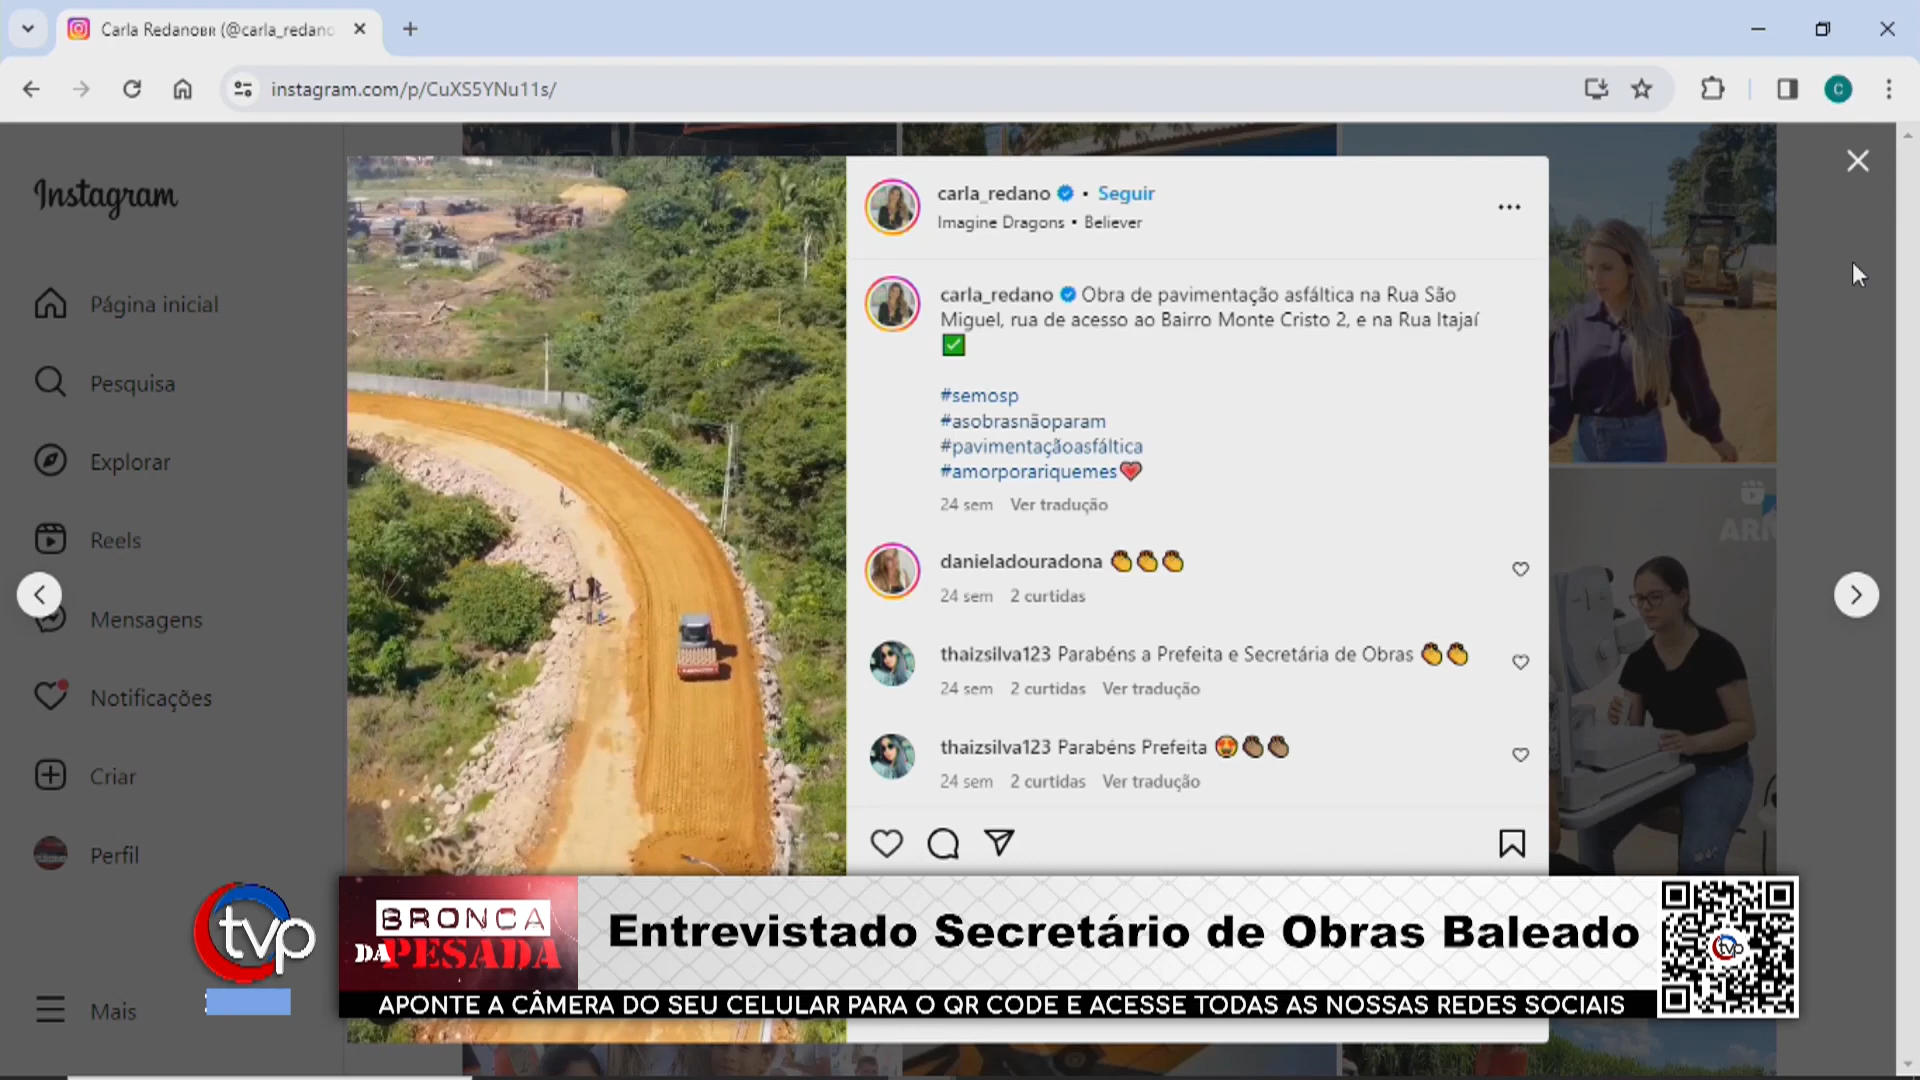 Carla RedanoBR (@carla_redano
instagram.com/p/CuXS5YNu11s/
C
Instagram
Página inicial
Pesquisa
Explorar
Reels
Mensagens
Notificações
Criar
Perfil
Mais
carla_redano • Seguir
Imagine Dragons • Believer
carla_redano Obra de pavimentação asfáltica na Rua São
Miguel, rua de acesso ao Bairro Monte Cristo 2, e na Rua Itajaí
✅
#semosp
#asobrasnãoparam
#pavimentaçãoasfáltica
#amorporariquemes❤️
24 sem Ver tradução
danieladouradona 👏👏👏
24 sem 2 curtidas
thaizsilva123 Parabéns a Prefeita e Secretária de Obras 👏👏
24 sem 2 curtidas Ver tradução
thaizsilva123 Parabéns Prefeita 😍👏🏽👏🏽
24 sem 2 curtidas Ver tradução
tvp
BRONCA
DA PESADA
Entrevistado Secretário de Obras Baleado
tvp
APONTE A CÂMERA DO SEU CELULAR PARA O QR CODE E ACESSE TODAS AS NOSSAS REDES SOCIAIS